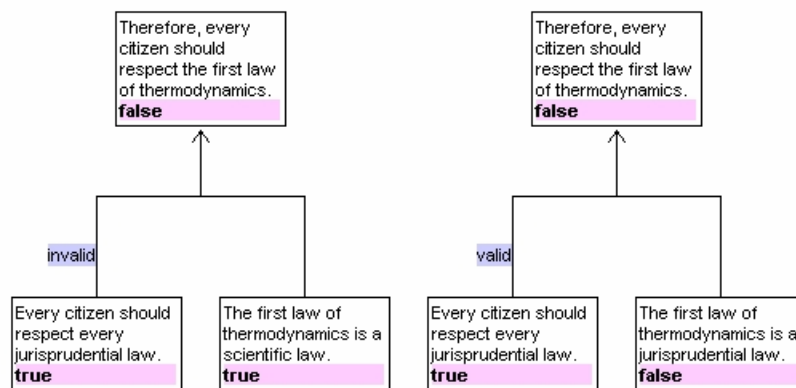 Therefore, every
citizen should
respect the first law
of thermodynamics.
false
invalid
Every citizen should
respect every
jurisprudential law.
true
The first law of
thermodynamics is a
scientific law.
true
Therefore, every
citizen should
respect the first law
of thermodynamics.
false
valid
Every citizen should
respect every
jurisprudential law.
true
The first law of
thermodynamics is a
jurisprudential law.
false